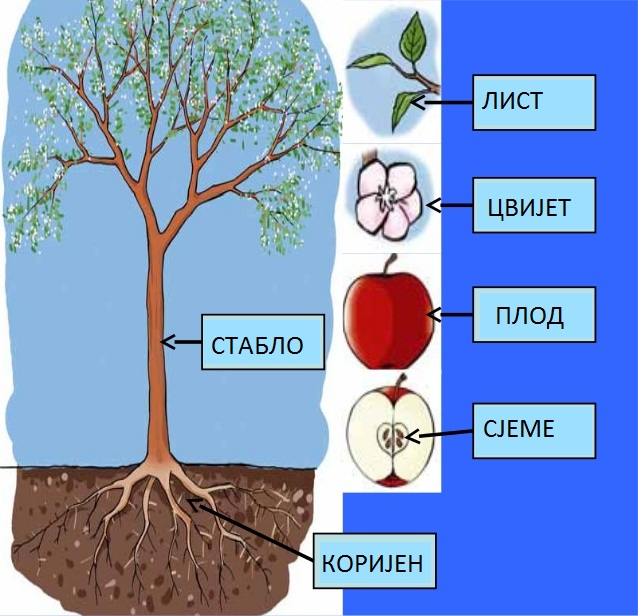 ЛИСТ
ЦВИЈЕТ
ПЛОД
СТАБЛО
СЈЕМЕ
КОРИЈЕН